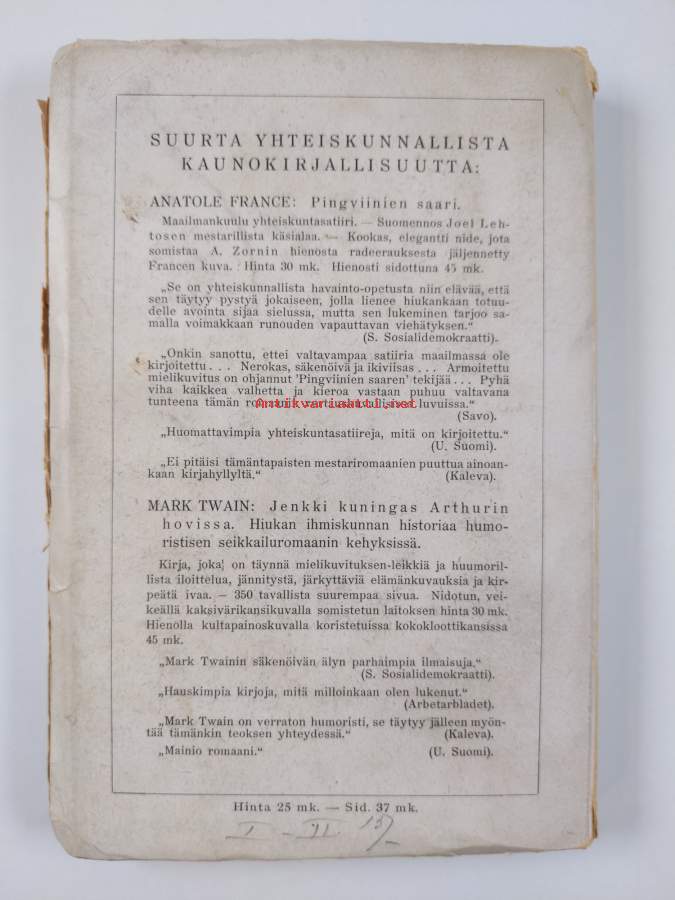 SUURTA YHTEISKUNNALLISTA
KAUNOKIRJALLISUUTTA:
ANATOLE FRANCE: Pingviinien saari.
Maailmankuulu yhteiskuntasatiiri. — Suomennos Joel Leh-
tosen mestarillista käsialaa. — Kookas, elegantti nide, jota
somistaa A. Zornin hienosta radeerauksesta jäljennetty
Francen kuva. Hinta 30 mk. Hienosti sidottuna 45 mk.
„Se on yhteiskunnallista havainto-opetusta niin elävää, että
sen täytyy pystyä jokaiseen, jolla lienee hiukankaan totuu-
delle avointa sijaa sielussa, mutta sen lukeminen tarjoo sa-
malla voimakkaan runouden vapauttavan viehätyksen.“
(S. Sosialidemokraatti).
„Onkin sanottu, ettei valtavampaa satiiria maailmassa ole
kirjoitettu... Nerokas, säkenöivä ja ikiviisas... Armoitettu
mielikuvitus on ohjannut 'Pingviinien saaren' tekijää... Pyhä
viha kaikkea valhetta ja kieroa vastaan puhuu valtavana
tunteena tämän romaanin luvuissa.“
Antikvariaatti.net
(Savo).
„Huomattavimpia yhteiskuntasatiireja, mitä on kirjoitettu.“
(U. Suomi).
„Ei pitäisi tämäntapaisten mestariromaanien puuttua ainoan-
kaan kirjahyllyltä.“ (Kaleva).
MARK TWAIN: Jenkki kuningas Arthurin
hovissa. Hiukan ihmiskunnan historiaa humo-
ristisen seikkailuromaanin kehyksissä.
Kirja, joka on täynnä mielikuvituksen-leikkiä ja huumoril-
lista iloittelua, jännitystä, järkyttäviä elämänkuvauksia ja kir-
peätä ivaa. — 350 tavallista suurempaa sivua. Nidotun, vei-
keällä kaksivärikansikuvalla somistetun laitoksen hinta 30 mk.
Hienolla kultapainoskuvalla koristetuissa kokokloottikansissa
45 mk.
„Mark Twainin säkenöivän älyn parhaimpia ilmaisuja.“
(S. Sosialidemokraatti).
„Hauskimpia kirjoja, mitä milloinkaan olen lukenut.“
(Arbetarbladet).
„Mark Twain on verraton humoristi, se täytyy jälleen myön-
tää tämänkin teoksen yhteydessä.“ (Kaleva).
„Mainio romaani.“ (U. Suomi).
Hinta 25 mk. — Sid. 37 mk.
I - II 15/-